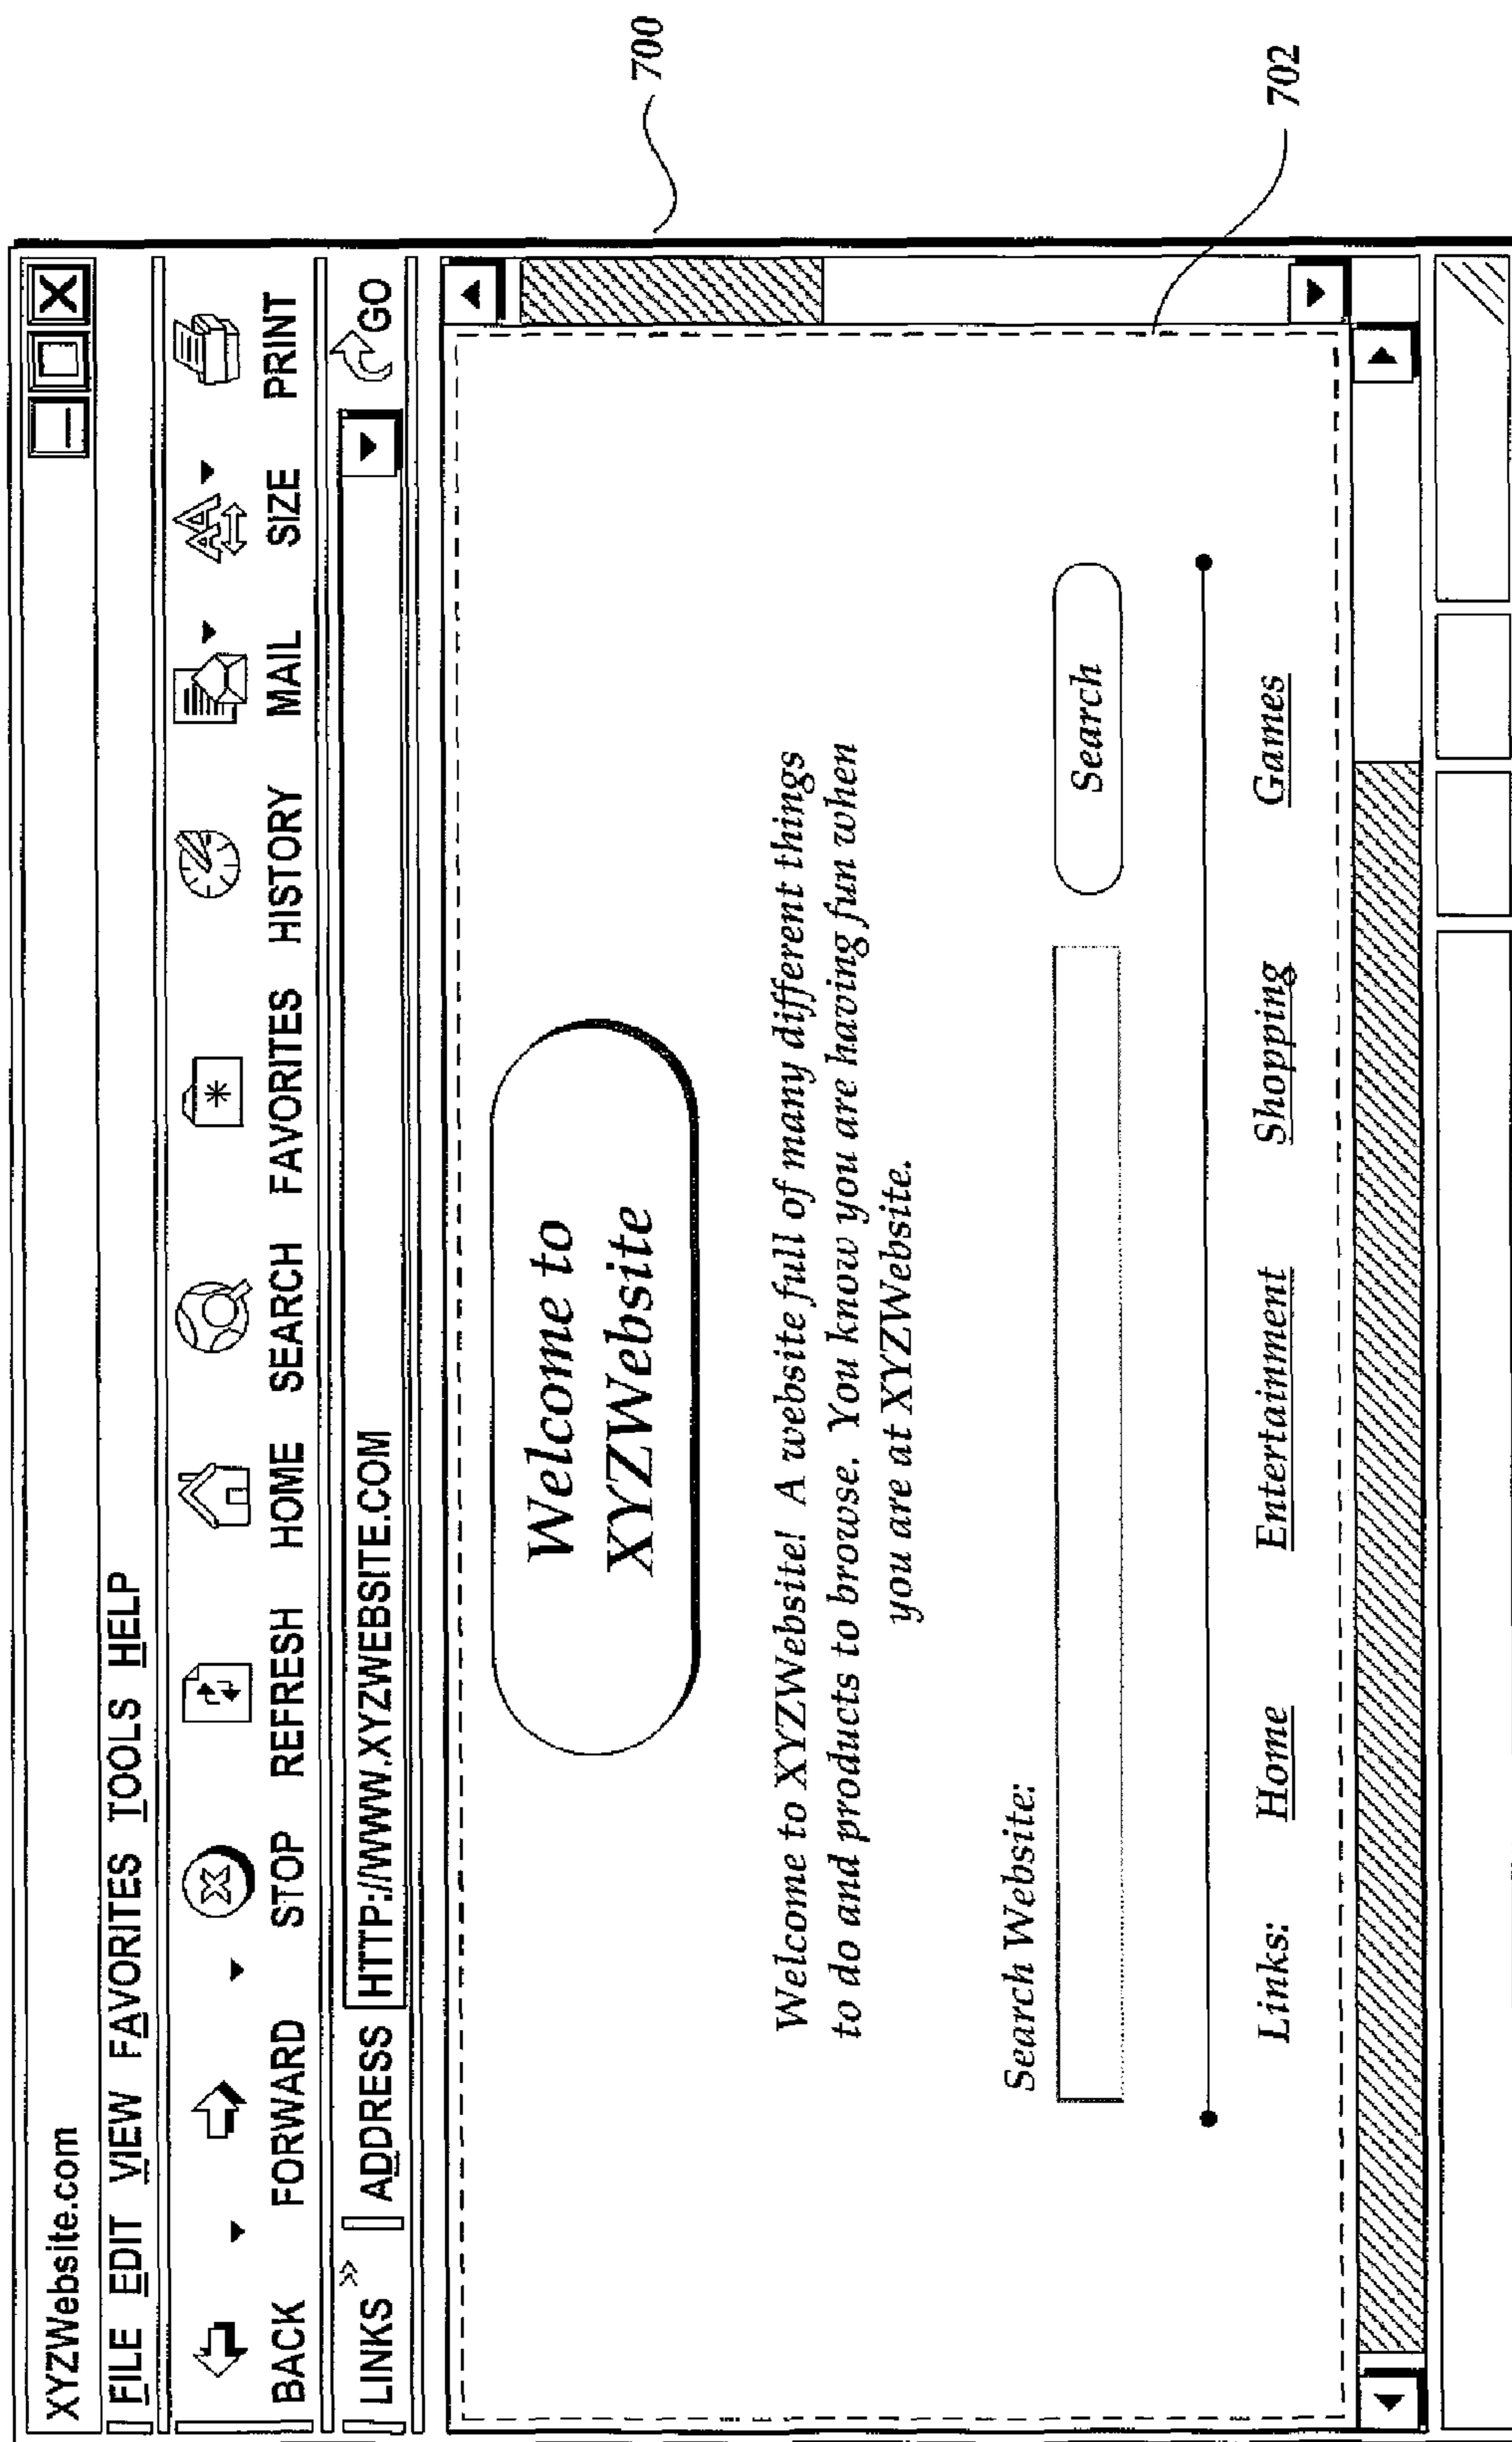 XYZWebsite.com
FILE EDIT VIEW FAVORITES TOOLS HELP
BACK FORWARD STOP REFRESH HOME SEARCH FAVORITES HISTORY MAIL SIZE PRINT
LINKS » ADDRESS HTTP://WWW.XYZWEBSITE.COM GO
Welcome to
XYZWebsite
Welcome to XYZWebsite! A website full of many different things
to do and products to browse. You know you are having fun when
you are at XYZWebsite.
Search Website:
Search
Links: Home Entertainment Shopping Games
700
702